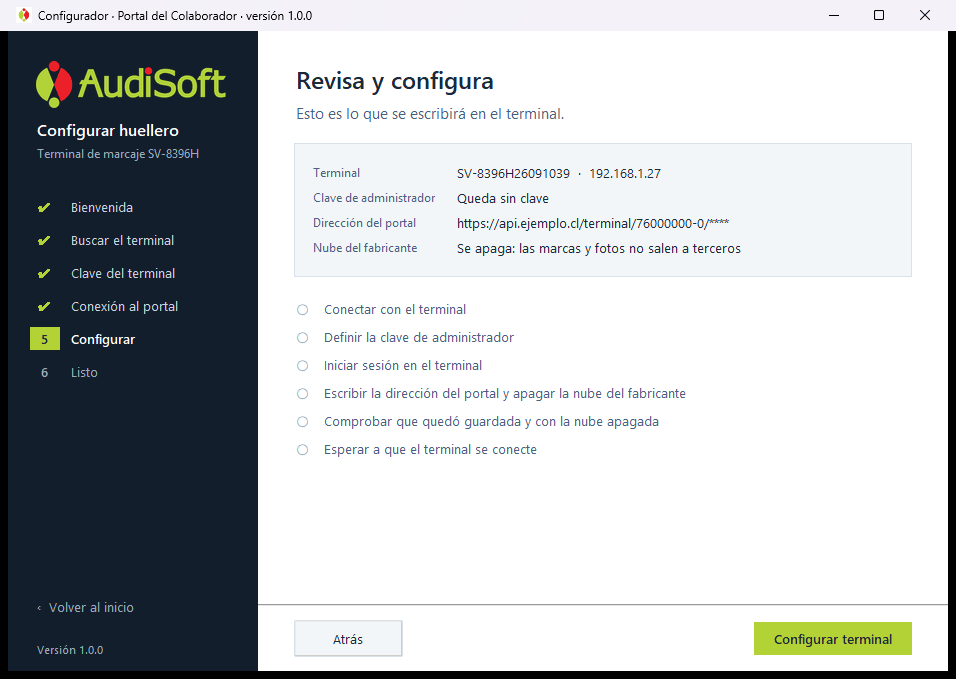 Configurador · Portal del Colaborador · versión 1.0.0
AudiSoft
Configurar huellero
Terminal de marcaje SV-8396H
Bienvenida
Buscar el terminal
Clave del terminal
Conexión al portal
5 Configurar
6 Listo
‹ Volver al inicio
Versión 1.0.0
Revisa y configura
Esto es lo que se escribirá en el terminal.
Terminal SV-8396H26091039 · 192.168.1.27
Clave de administrador Queda sin clave
Dirección del portal https://api.ejemplo.cl/terminal/76000000-0/****
Nube del fabricante Se apaga: las marcas y fotos no salen a terceros
Conectar con el terminal
Definir la clave de administrador
Iniciar sesión en el terminal
Escribir la dirección del portal y apagar la nube del fabricante
Comprobar que quedó guardada y con la nube apagada
Esperar a que el terminal se conecte
Atrás
Configurar terminal